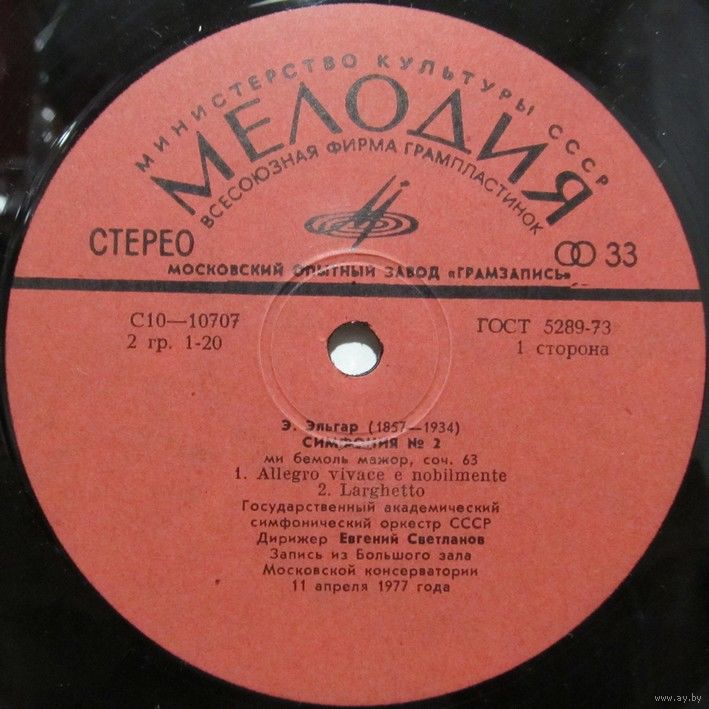 МИНИСТЕРСТВО КУЛЬТУРЫ СССР
МЕЛОДИЯ
ВСЕСОЮЗНАЯ ФИРМА ГРАМПЛАСТИНОК
СТЕРЕО
33
МОСКОВСКИЙ ОПЫТНЫЙ ЗАВОД «ГРАМЗАПИСЬ»
С10—10707
2 гр. 1-20
ГОСТ 5289-73
1 сторона
Э. Эльгар (1857—1934)
СИМФОНИЯ № 2
ми бемоль мажор, соч. 63
1. Allegro vivace e nobilmente
2. Larghetto
Государственный академический
симфонический оркестр СССР
Дирижер Евгений Светланов
Запись из Большого зала
Московской консерватории
11 апреля 1977 года
www.ay.by